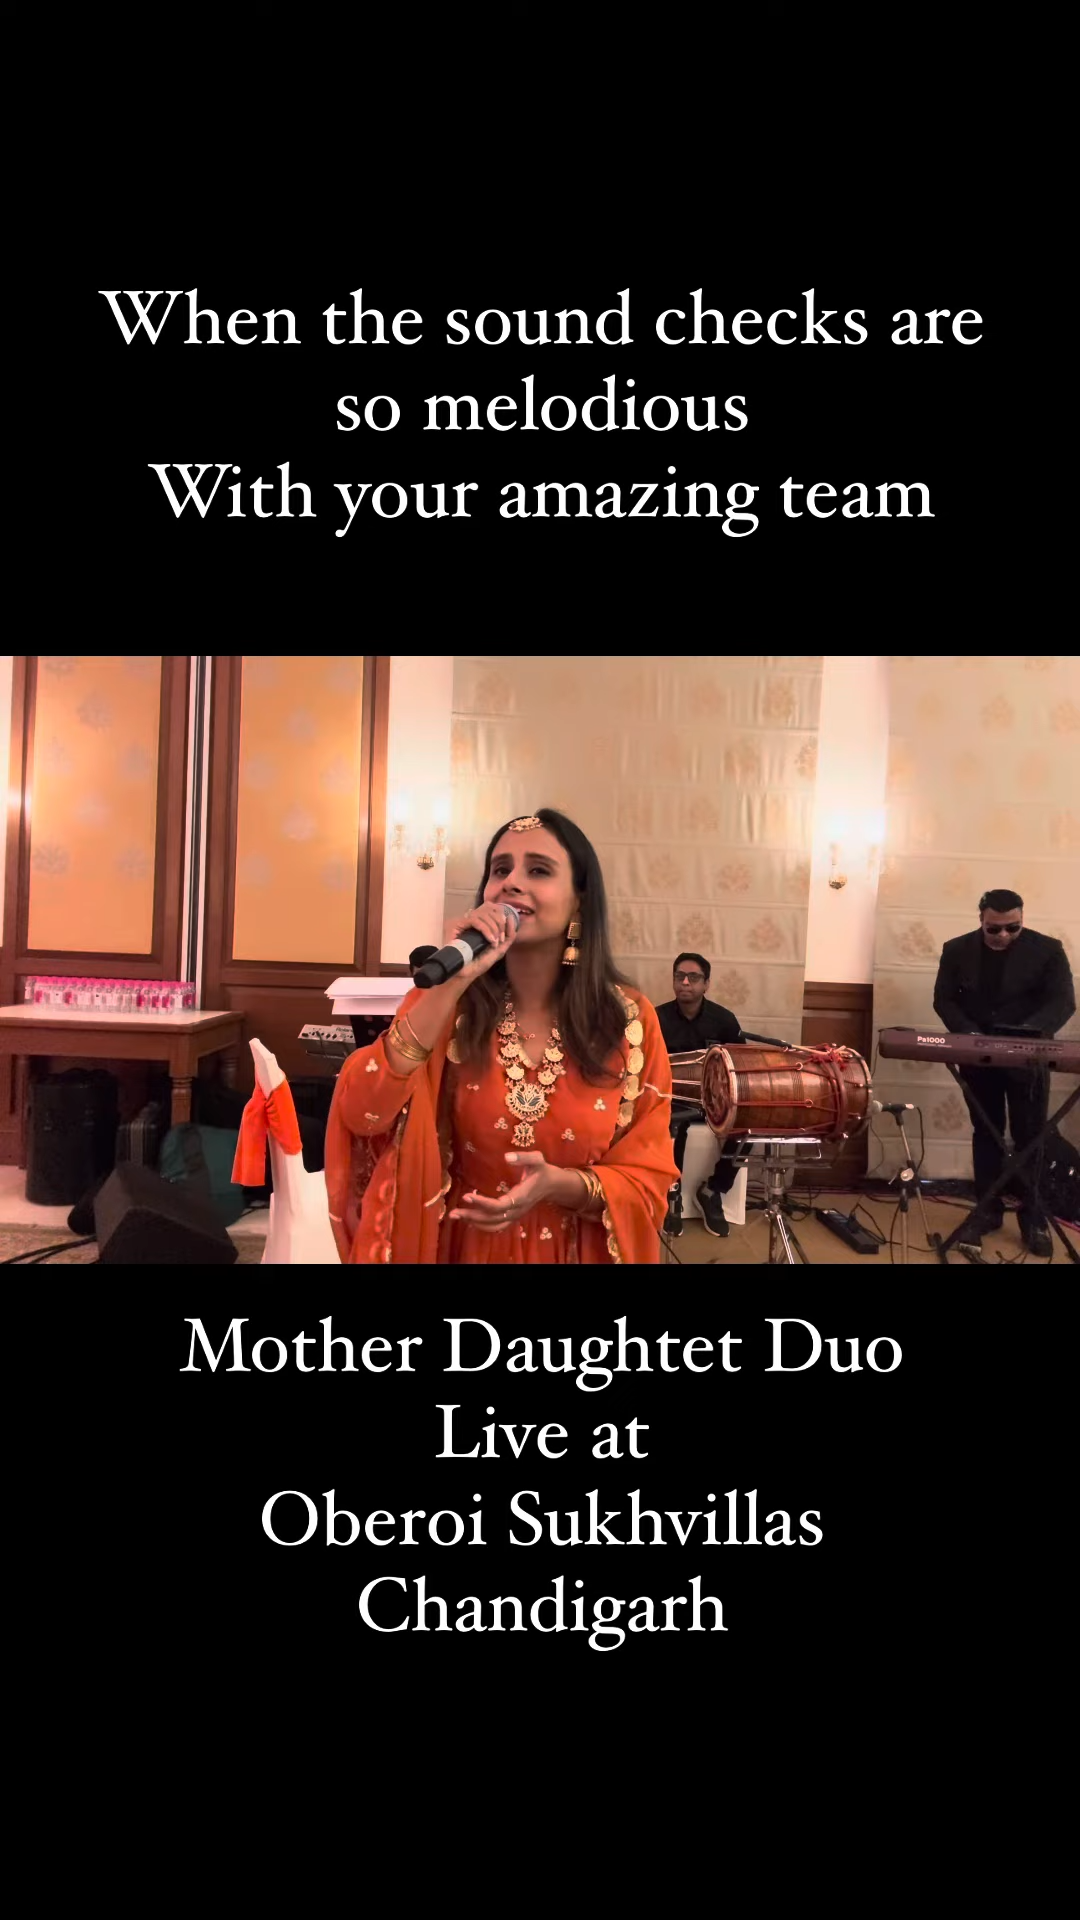 When the sound checks are
so melodious
With your amazing team
Pa1000
Mother Daughtet Duo
Live at
Oberoi Sukhvillas
Chandigarh